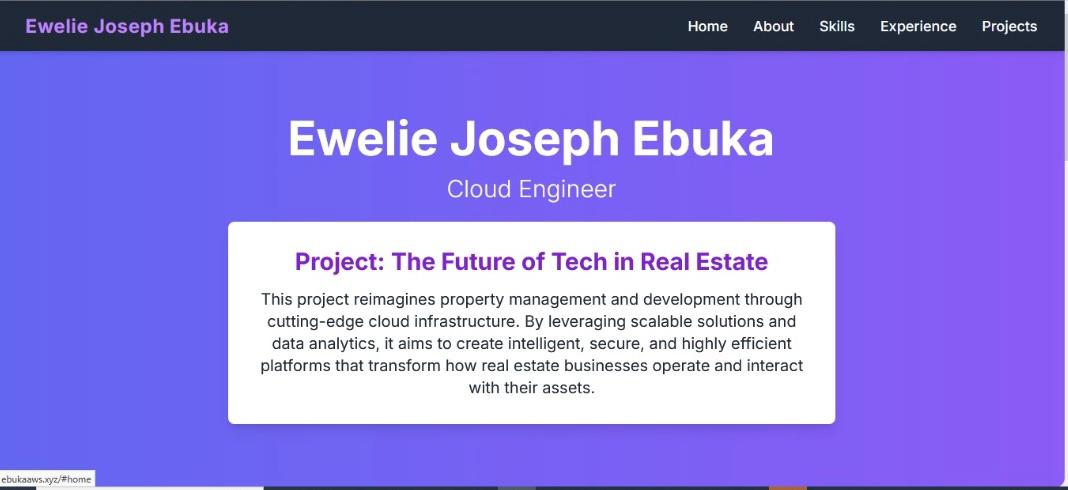 Ewelie Joseph Ebuka
Home About Skills Experience Projects
Ewelie Joseph Ebuka
Cloud Engineer
Project: The Future of Tech in Real Estate
This project reimagines property management and development through
cutting-edge cloud infrastructure. By leveraging scalable solutions and
data analytics, it aims to create intelligent, secure, and highly efficient
platforms that transform how real estate businesses operate and interact
with their assets.
ebukaaws.xyz/#home